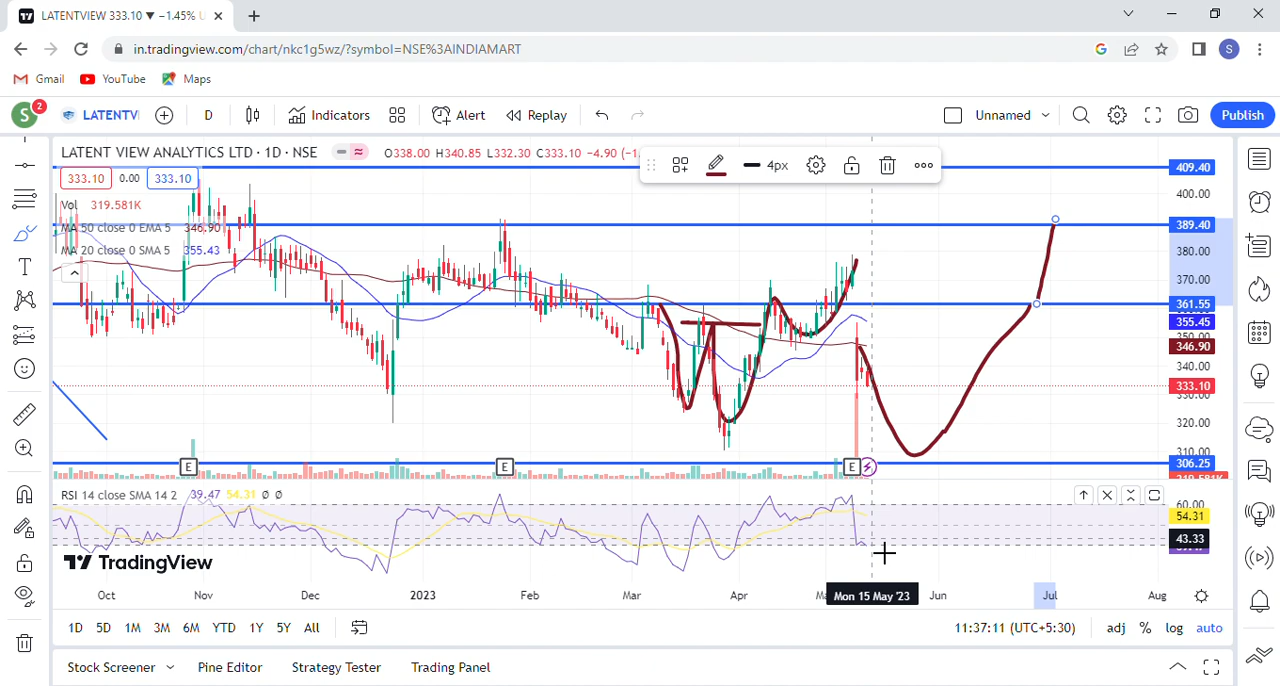 LATENTVIEW 333.10 ▼ −1.45%
in.tradingview.com/chart/nkc1g5wz/?symbol=NSE%3AINDIAMART
Gmail YouTube Maps
S 2 LATENTV D Indicators Alert Replay Unnamed Publish
LATENT VIEW ANALYTICS LTD · 1D · NSE O338.00 H340.85 L332.30 C333.10 −4.90 4px
333.10 0.00 333.10
Vol 319.581K
MA 50 close 0 EMA 5 346.90
MA 20 close 0 SMA 5 355.43
409.40
400.00
389.40
380.00
370.00
361.55
355.45
346.90
340.00
333.10
330.00
320.00
310.00
306.25
E E E
RSI 14 close SMA 14 2 39.47 54.31 Ø Ø
60.00
54.31
43.33
TradingView
Oct Nov Dec 2023 Feb Mar Apr Mon 15 May '23 Jun Jul Aug
1D 5D 1M 3M 6M YTD 1Y 5Y All 11:37:11 (UTC+5:30) adj % log auto
Stock Screener Pine Editor Strategy Tester Trading Panel